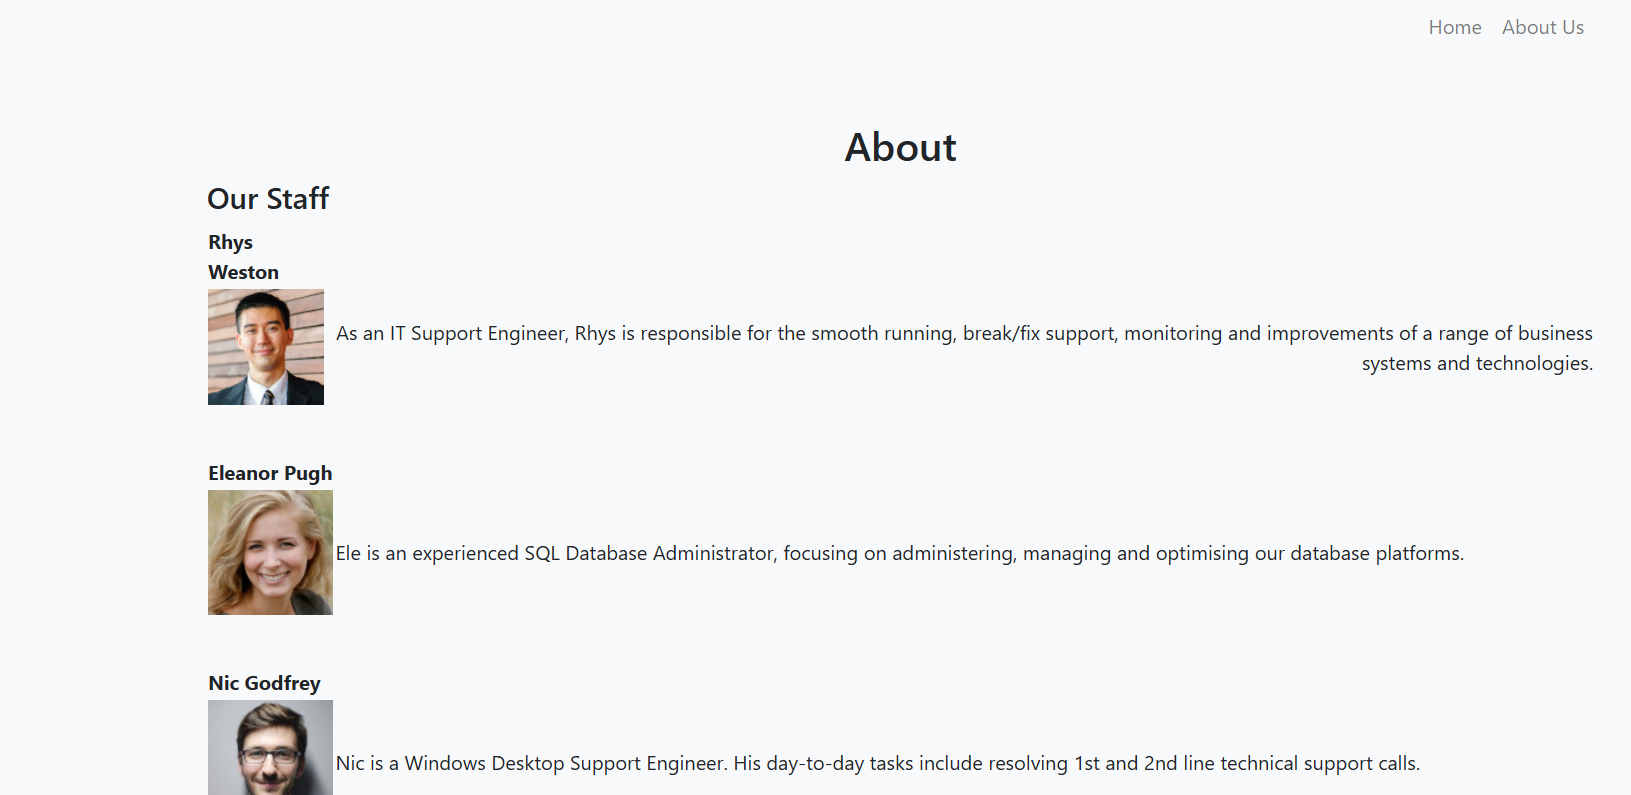 Home About Us
About
Our Staff
Rhys
Weston
As an IT Support Engineer, Rhys is responsible for the smooth running, break/fix support, monitoring and improvements of a range of business
systems and technologies.
Eleanor Pugh
Ele is an experienced SQL Database Administrator, focusing on administering, managing and optimising our database platforms.
Nic Godfrey
Nic is a Windows Desktop Support Engineer. His day-to-day tasks include resolving 1st and 2nd line technical support calls.